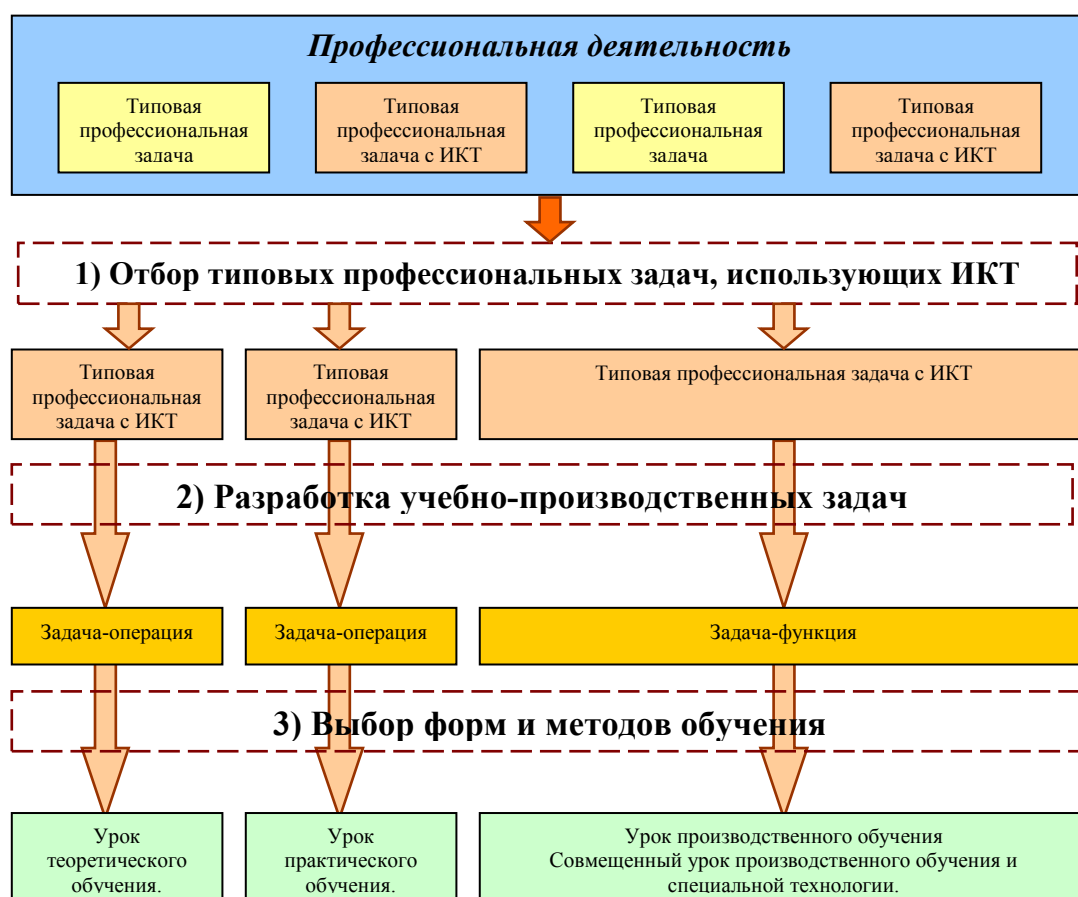 Профессиональная деятельность
Типовая
профессиональная
задача
Типовая
профессиональная
задача с ИКТ
Типовая
профессиональная
задача
Типовая
профессиональная
задача с ИКТ
1) Отбор типовых профессиональных задач, использующих ИКТ
Типовая
профессиональная
задача с ИКТ
Типовая
профессиональная
задача с ИКТ
Типовая профессиональная задача с ИКТ
2) Разработка учебно-производственных задач
Задача-операция
Задача-операция
Задача-функция
3) Выбор форм и методов обучения
Урок
теоретического
обучения.
Урок
практического
обучения.
Урок производственного обучения
Совмещенный урок производственного обучения и
специальной технологии.